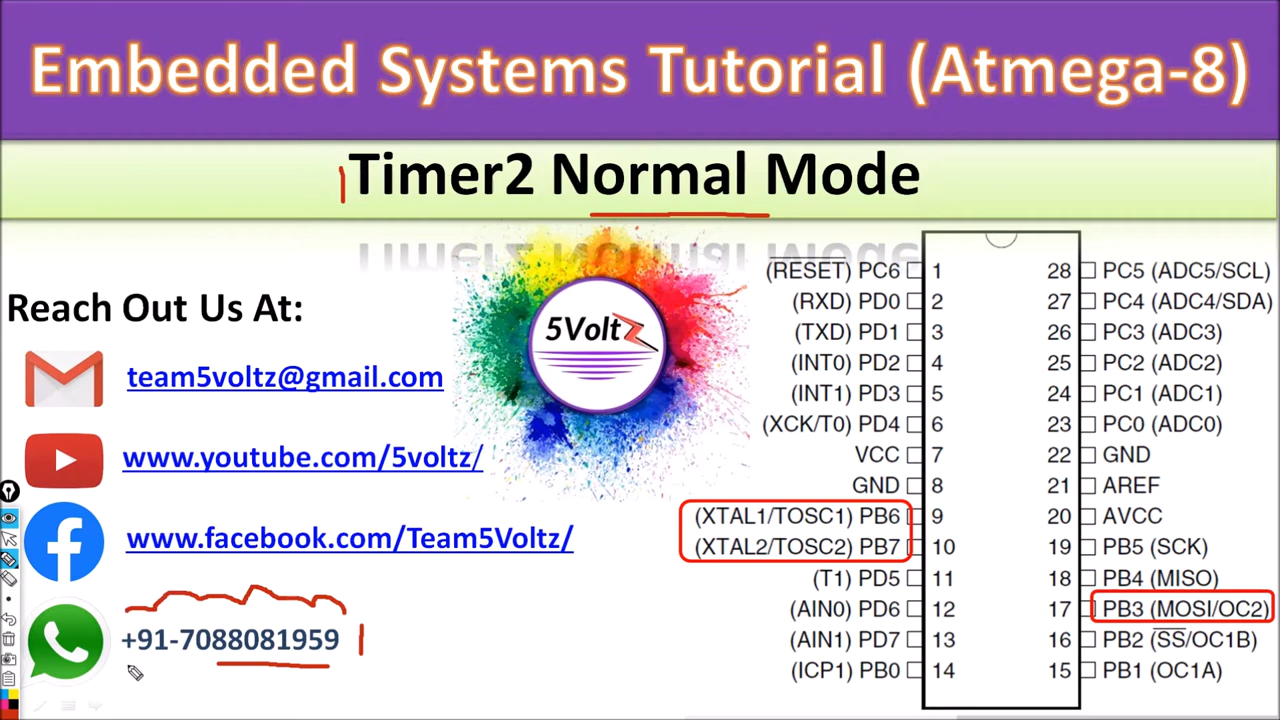 Embedded Systems Tutorial (Atmega-8)
Timer2 Normal Mode
Reach Out Us At:
team5voltz@gmail.com
www.youtube.com/5voltz/
www.facebook.com/Team5Voltz/
+91-7088081959
5VoltZ
(RESET) PC6 1 28 PC5 (ADC5/SCL)
(RXD) PD0 2 27 PC4 (ADC4/SDA)
(TXD) PD1 3 26 PC3 (ADC3)
(INT0) PD2 4 25 PC2 (ADC2)
(INT1) PD3 5 24 PC1 (ADC1)
(XCK/T0) PD4 6 23 PC0 (ADC0)
VCC 7 22 GND
GND 8 21 AREF
(XTAL1/TOSC1) PB6 9 20 AVCC
(XTAL2/TOSC2) PB7 10 19 PB5 (SCK)
(T1) PD5 11 18 PB4 (MISO)
(AIN0) PD6 12 17 PB3 (MOSI/OC2)
(AIN1) PD7 13 16 PB2 (SS/OC1B)
(ICP1) PB0 14 15 PB1 (OC1A)